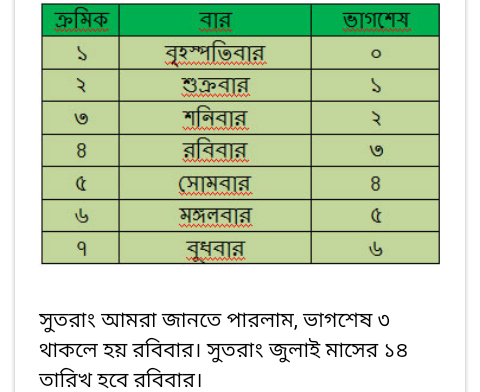 ক্রমিক বার ভাগশেষ
১ বৃহস্পতিবার ০
২ শুক্রবার ১
৩ শনিবার ২
৪ রবিবার ৩
৫ সোমবার ৪
৬ মঙ্গলবার ৫
৭ বুধবার ৬
সুতরাং আমরা জানতে পারলাম, ভাগশেষ ৩
থাকলে হয় রবিবার। সুতরাং জুলাই মাসের ১৪
তারিখ হবে রবিবার।